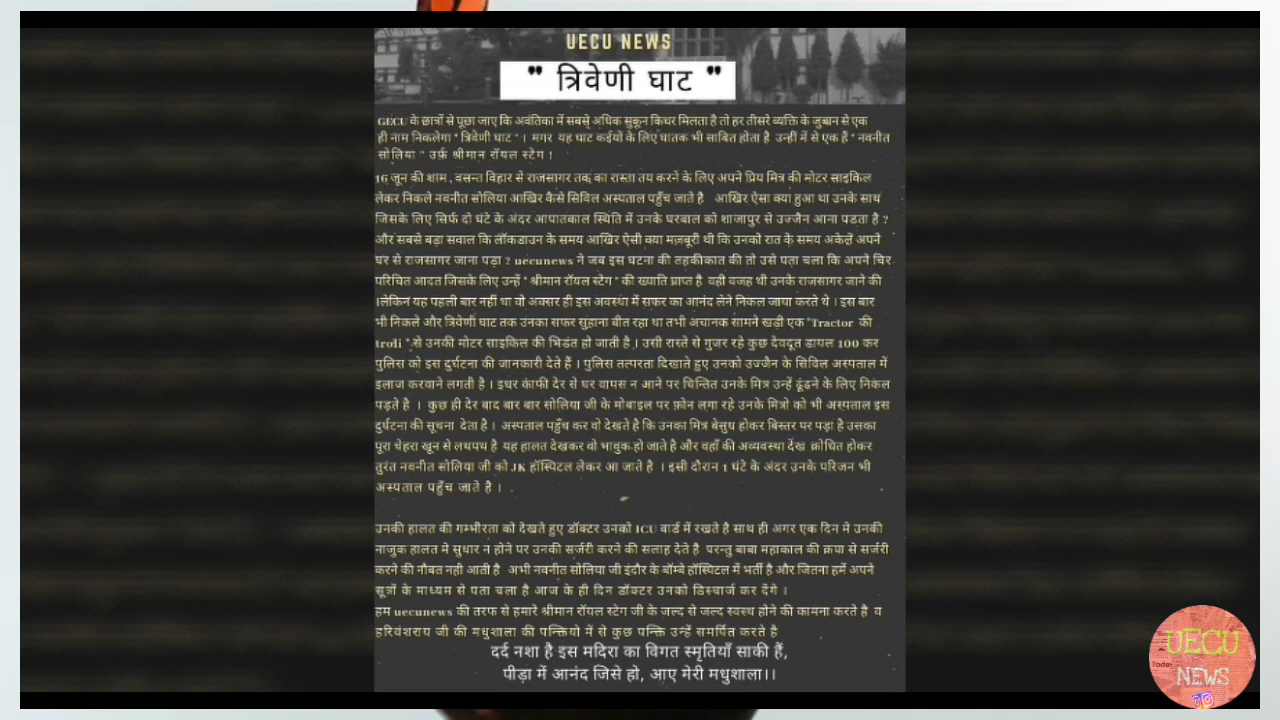 UECU NEWS
" त्रिवेणी घाट "
GECU के छात्रों से पूछा जाए कि अवंतिका में सबसे अधिक सुकून किधर मिलता है तो हर तीसरे व्यक्ति के जुबान से एक
ही नाम निकलेगा " त्रिवेणी घाट " । मगर यह घाट कईयों के लिए घातक भी साबित होता है उन्हीं में से एक हैं " नवनीत
सोलिया " उर्फ़ श्रीमान रॉयल स्टेग !
16 जून की शाम , वसन्त विहार से राजसागर तक का रास्ता तय करने के लिए अपने प्रिय मित्र की मोटर साइकिल
लेकर निकले नवनीत सोलिया आखिर कैसे सिविल अस्पताल पहुँच जाते है आखिर ऐसा क्या हुआ था उनके साथ
जिसके लिए सिर्फ़ दो घंटे के अंदर आपातकाल स्थिति में उनके घरवाल को शाजापुर से उज्जैन आना पडता है ?
और सबसे बड़ा सवाल कि लॉकडाउन के समय आखिर ऐसी क्या मज़बूरी थी कि उनको रात के समय अकेलें अपने
घर से राजसागर जाना पड़ा ? uecunews ने जब इस घटना की तहकीकात की तो उसे पता चला कि अपने चिर
परिचित आदत जिसके लिए उन्हें " श्रीमान रॉयल स्टेग " की ख्याति प्राप्त है वही वजह थी उनके राजसागर जाने की
।लेकिन यह पहली बार नहीं था वो अक्सर ही इस अवस्था में सफर का आनंद लेने निकल जाया करते थे । इस बार
भी निकले और त्रिवेणी घाट तक उनका सफर सुहाना बीत रहा था तभी अचानक सामने खड़ी एक "Tractor की
troli " से उनकी मोटर साइकिल की भिडंत हो जाती है । उसी रास्ते से गुजर रहे कुछ देवदूत डायल 100 कर
पुलिस को इस दुर्घटना की जानकारी देते हैं । पुलिस तत्परता दिखाते हुए उनको उज्जैन के सिविल अस्पताल में
इलाज करवाने लगती है । इधर काफी देर से घर वापस न आने पर चिन्तित उनके मित्र उन्हें ढूंढने के लिए निकल
पड़ते है । कुछ ही देर बाद बार बार सोलिया जी के मोबाइल पर फ़ोन लगा रहे उनके मित्रो को भी अस्पताल इस
दुर्घटना की सूचना देता है । अस्पताल पहुँच कर वो देखते है कि उनका मित्र बेसुध होकर बिस्तर पर पड़ा है उसका
पुरा चेहरा खून से लथपथ है यह हालत देखकर वो भावुक हो जाते है और वहाँ की अव्यवस्था देख क्रोधित होकर
तुरंत नवनीत सोलिया जी को JK हॉस्पिटल लेकर आ जाते है । इसी दौरान 1 घंटे के अंदर उनके परिजन भी
अस्पताल पहुँच जाते है ।
उनकी हालत की गम्भीरता को देखते हुए डॉक्टर उनको ICU वार्ड में रखते है साथ ही अगर एक दिन मे उनकी
नाजुक हालत मे सुधार न होने पर उनकी सर्जरी करने की सलाह देते है परन्तु बाबा महाकाल की क्रपा से सर्जरी
करने की नौबत नही आती है अभी नवनीत सोलिया जी इंदौर के बॉम्बे हॉस्पिटल में भर्ती है और जितना हमें अपने
सूत्रों के माध्यम से पता चला है आज के ही दिन डॉक्टर उनको डिस्चार्ज कर देंगे ।
हम uecunews की तरफ से हमारे श्रीमान रॉयल स्टेग जी के जल्द से जल्द स्वस्थ होने की कामना करते है व
हरिवंशराय जी की मधुशाला की पन्क्तियो में से कुछ पन्क्ति उन्हें समर्पित करते है
दर्द नशा है इस मदिरा का विगत स्मृतियाँ साकी हैं,
पीड़ा में आनंद जिसे हो, आए मेरी मधुशाला।।
UECU
Today
NEWS